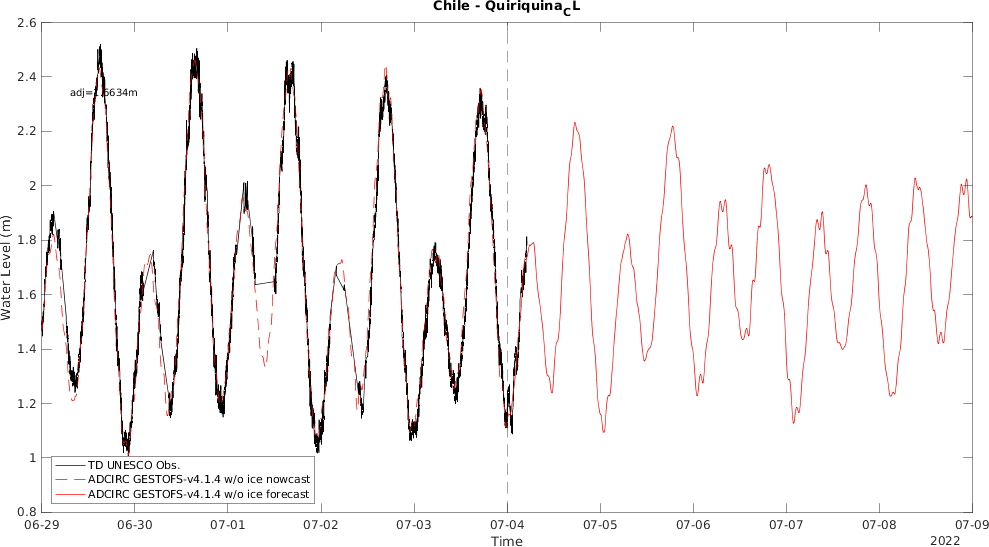 Chile - Quiriquina_CL
2.6
2.4
adj=1.6634m
2.2
2
1.8
Water Level (m)
1.6
1.4
1.2
1
0.8
TD UNESCO Obs.
ADCIRC GESTOFS-v4.1.4 w/o ice nowcast
ADCIRC GESTOFS-v4.1.4 w/o ice forecast
06-29 06-30 07-01 07-02 07-03 07-04 07-05 07-06 07-07 07-08 07-09
Time
2022